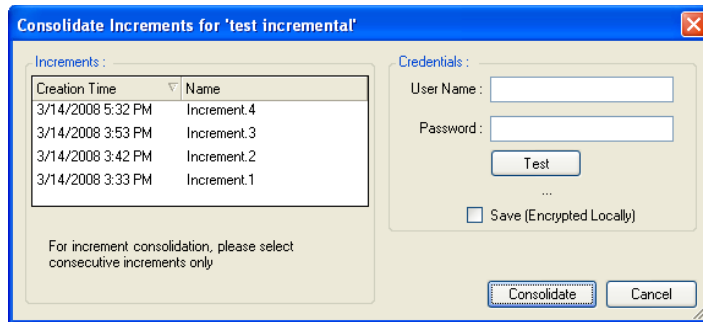 Consolidate Increments for 'test incremental'
Increments :
Creation Time Name
3/14/2008 5:32 PM Increment.4
3/14/2008 3:53 PM Increment.3
3/14/2008 3:42 PM Increment.2
3/14/2008 3:33 PM Increment.1
For increment consolidation, please select
consecutive increments only
Credentials :
User Name :
Password :
Test
...
Save (Encrypted Locally)
Consolidate Cancel